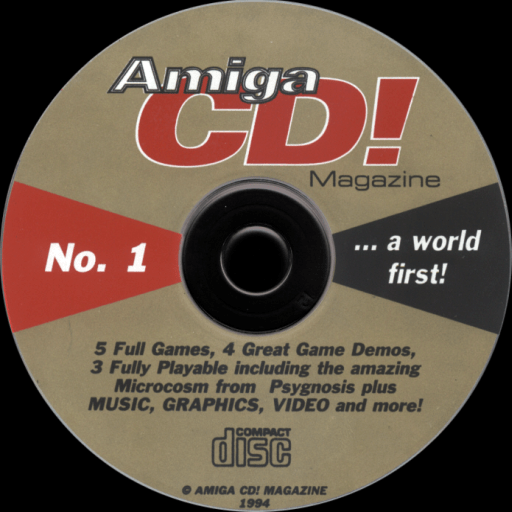 Amiga
CD!
Magazine
No. 1
... a world
first!
5 Full Games, 4 Great Game Demos,
3 Fully Playable including the amazing
Microcosm from Psygnosis plus
MUSIC, GRAPHICS, VIDEO and more!
COMPACT
disc
© AMIGA CD! MAGAZINE
1994